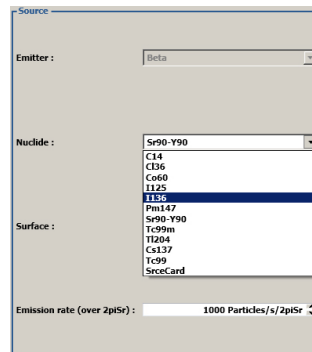 Source
Emitter :
Beta
Nuclide :
Sr90-Y90
C14
Cl36
Co60
I125
I136
Pm147
Sr90-Y90
Tc99m
Tl204
Cs137
Tc99
SrceCard
Surface :
Emission rate (over 2piSr) :
1000 Particles/s/2piSr